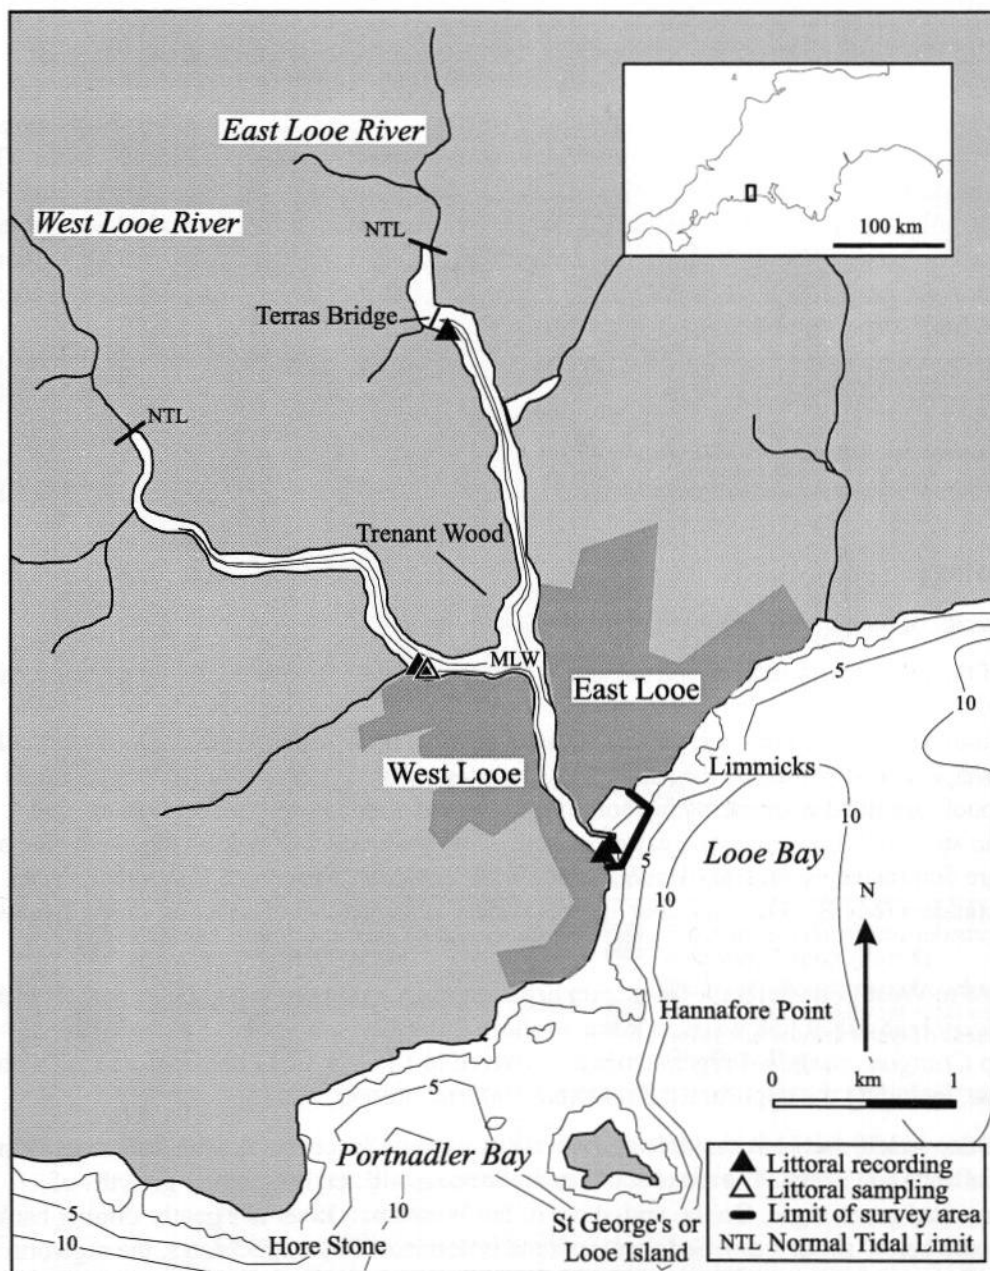 East Looe River
100 km
West Looe River
NTL
Terras Bridge
NTL
Trenant Wood
MLW
East Looe
5
10
West Looe
Limmicks
10
5
Looe Bay
10
N
Hannafore Point
0 km 1
5
5
Portnadler Bay
10
5
10
Hore Stone
St George's or
Looe Island
Littoral recording
Littoral sampling
Limit of survey area
NTL Normal Tidal Limit